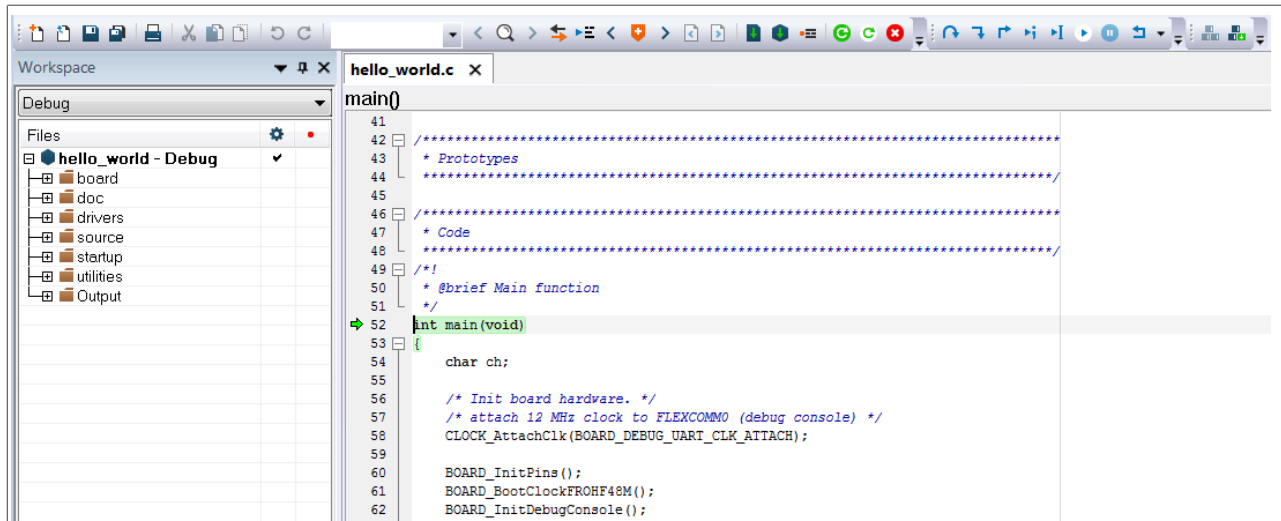 Workspace
Debug
Files
hello_world - Debug
board
doc
drivers
source
startup
utilities
Output
hello_world.c
main()
41
42 /*******************************************************************************
43  * Prototypes
44  ******************************************************************************/
45
46 /*******************************************************************************
47  * Code
48  ******************************************************************************/
49 /*!
50  * @brief Main function
51  */
52 int main(void)
53 {
54     char ch;
55
56     /* Init board hardware. */
57     /* attach 12 MHz clock to FLEXCOMM0 (debug console) */
58     CLOCK_AttachClk(BOARD_DEBUG_UART_CLK_ATTACH);
59
60     BOARD_InitPins();
61     BOARD_BootClockFROHF48M();
62     BOARD_InitDebugConsole();